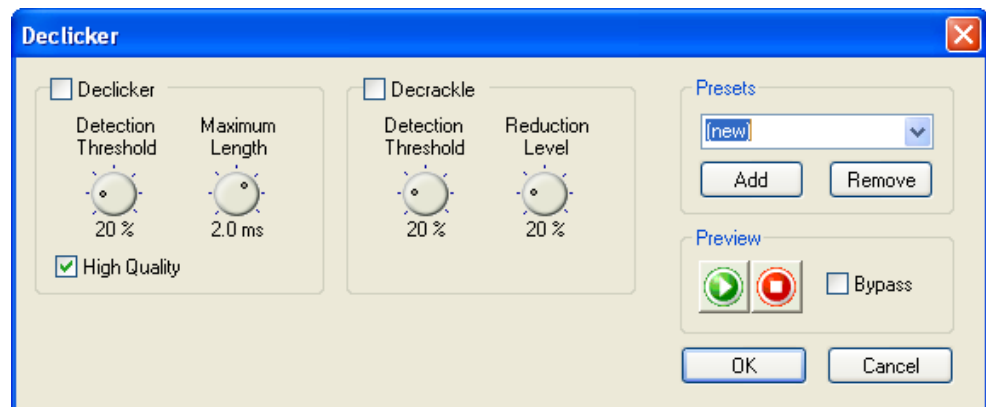 Declicker
Declicker
Detection
Threshold
Maximum
Length
20 %
2.0 ms
High Quality
Decrackle
Detection
Threshold
Reduction
Level
20 %
20 %
Presets
(new)
Add
Remove
Preview
Bypass
OK
Cancel